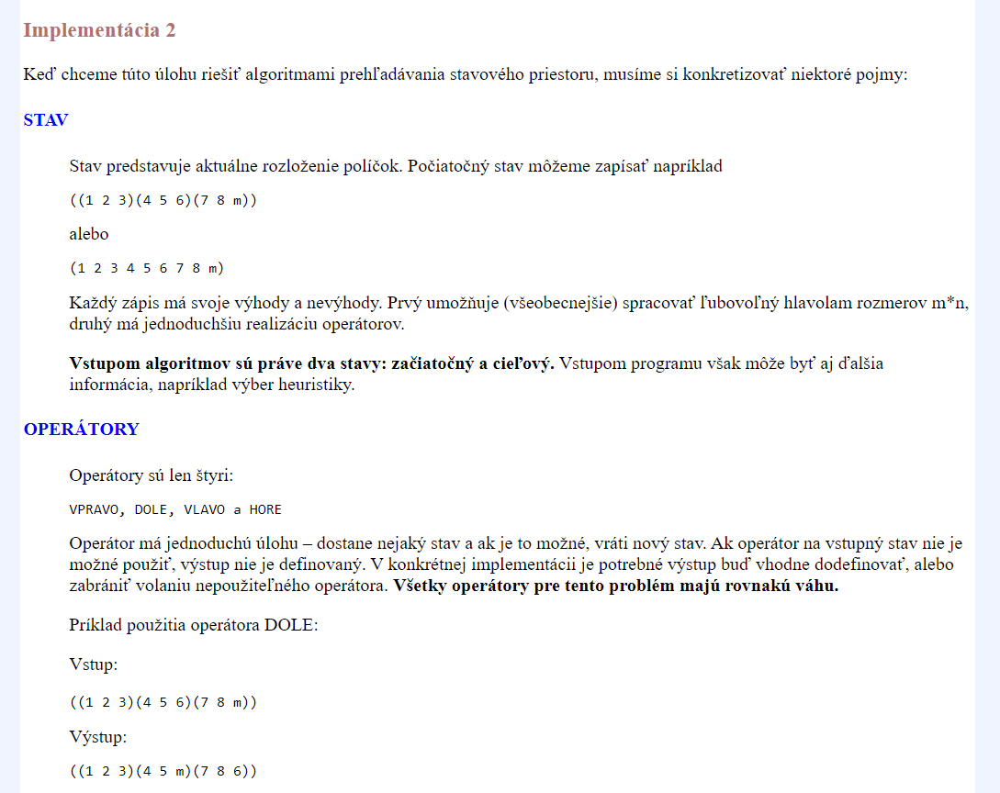 Implementácia 2
Keď chceme túto úlohu riešiť algoritmami prehľadávania stavového priestoru, musíme si konkretizovať niektoré pojmy:
STAV
Stav predstavuje aktuálne rozloženie políčok. Počiatočný stav môžeme zapísať napríklad
((1 2 3)(4 5 6)(7 8 m))
alebo
(1 2 3 4 5 6 7 8 m)
Každý zápis má svoje výhody a nevýhody. Prvý umožňuje (všeobecnejšie) spracovať ľubovoľný hlavolam rozmerov m*n,
druhý má jednoduchšiu realizáciu operátorov.
Vstupom algoritmov sú práve dva stavy: začiatočný a cieľový. Vstupom programu však môže byť aj ďalšia
informácia, napríklad výber heuristiky.
OPERÁTORY
Operátory sú len štyri:
VPRAVO, DOLE, VLAVO a HORE
Operátor má jednoduchú úlohu – dostane nejaký stav a ak je to možné, vráti nový stav. Ak operátor na vstupný stav nie je
možné použiť, výstup nie je definovaný. V konkrétnej implementácii je potrebné výstup buď vhodne dodefinovať, alebo
zabrániť volaniu nepoužiteľného operátora. Všetky operátory pre tento problém majú rovnakú váhu.
Príklad použitia operátora DOLE:
Vstup:
((1 2 3)(4 5 6)(7 8 m))
Výstup:
((1 2 3)(4 5 m)(7 8 6))